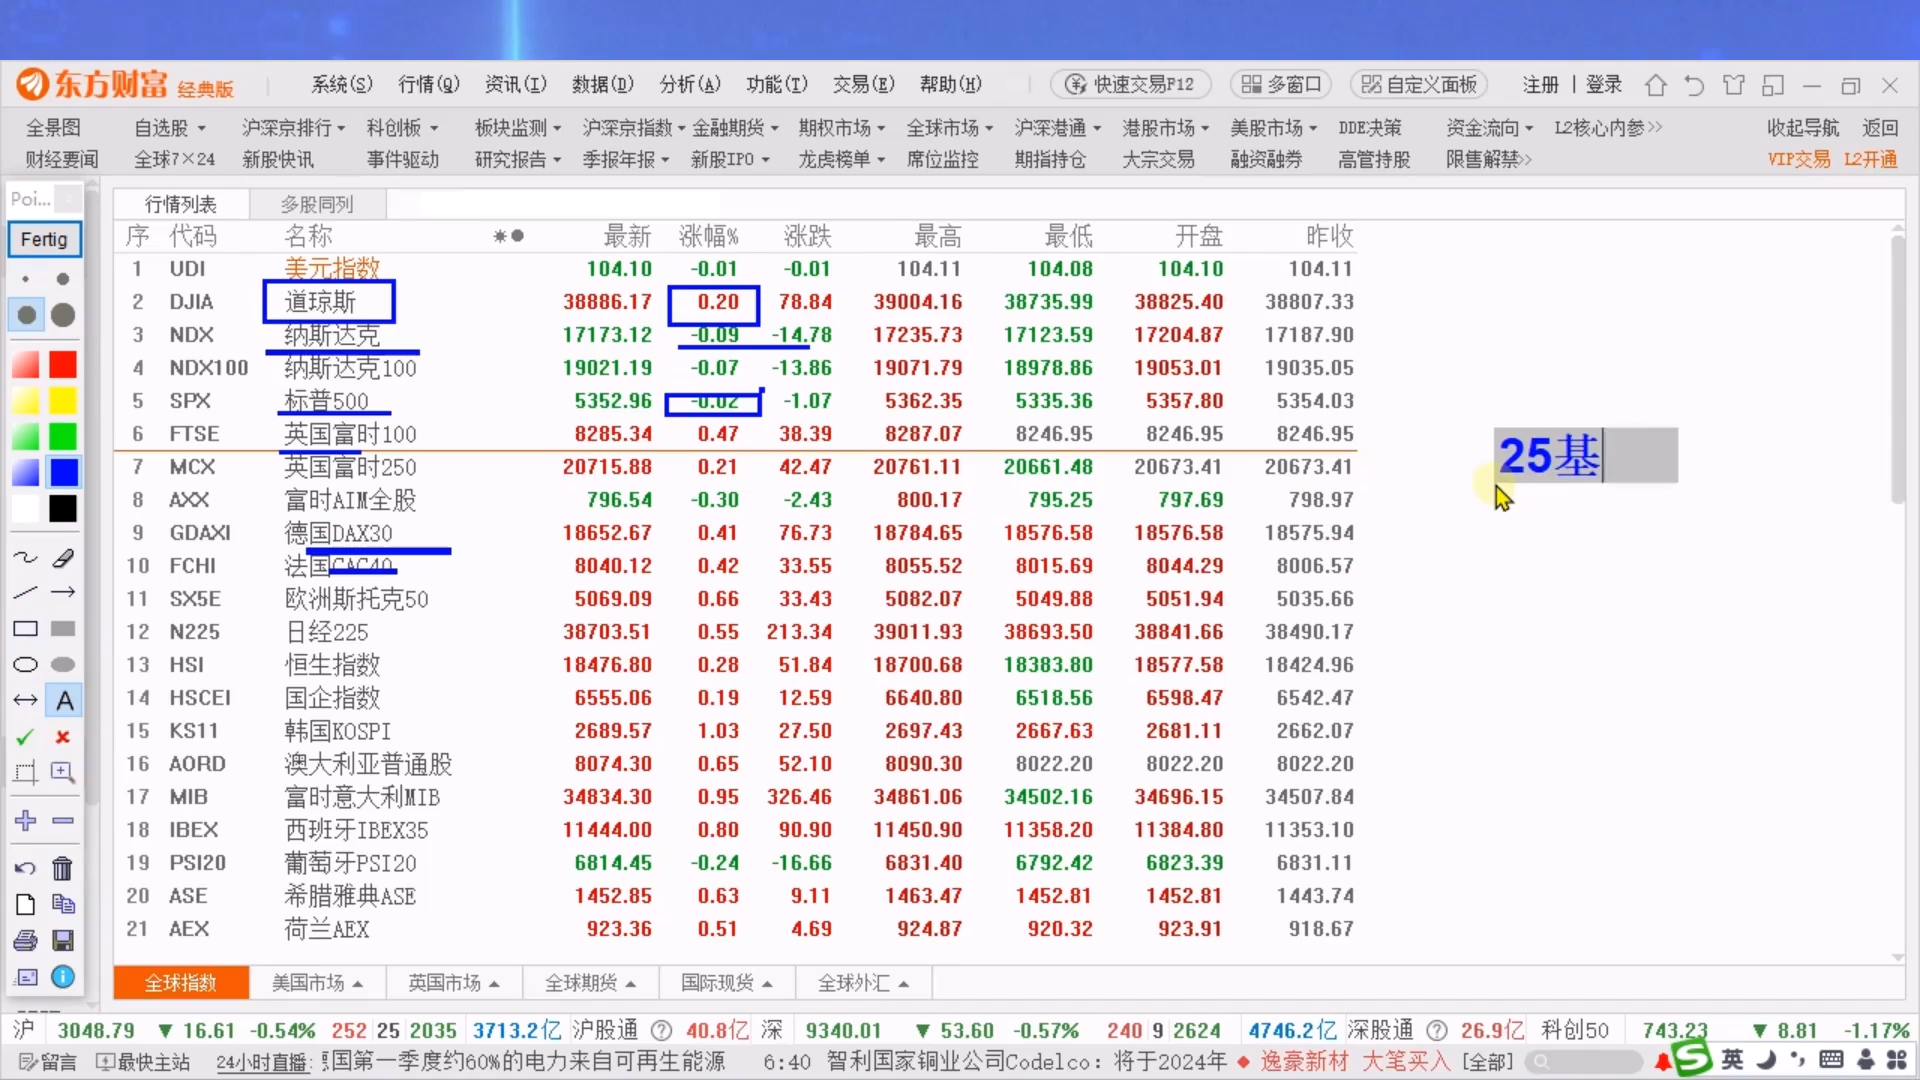 东方财富 经典版 系统(S) 行情(Q) 资讯(I) 数据(D) 分析(A) 功能(T) 交易(E) 帮助(H) 快速交易F12 多窗口 自定义面板 注册 | 登录
全景图 自选股 沪深京排行 科创板 板块监测 沪深京指数 金融期货 期权市场 全球市场 沪深港通 港股市场 美股市场 DDE决策 资金流向 L2核心内参>> 收起导航 返回
财经要闻 全球7×24 新股快讯 事件驱动 研究报告 季报年报 新股IPO 龙虎榜单 席位监控 期指持仓 大宗交易 融资融券 高管持股 限售解禁>> VIP交易 L2开通
Poi...
行情列表 多股同列
Fertig
序 代码 名称 最新 涨幅% 涨跌 最高 最低 开盘 昨收
1 UDI 美元指数 104.10 -0.01 -0.01 104.11 104.08 104.10 104.11
2 DJIA 道琼斯 38886.17 0.20 78.84 39004.16 38735.99 38825.40 38807.33
3 NDX 纳斯达克 17173.12 -0.09 -14.78 17235.73 17123.59 17204.87 17187.90
4 NDX100 纳斯达克100 19021.19 -0.07 -13.86 19071.79 18978.86 19053.01 19035.05
5 SPX 标普500 5352.96 -0.02 -1.07 5362.35 5335.36 5357.80 5354.03
6 FTSE 英国富时100 8285.34 0.47 38.39 8287.07 8246.95 8246.95 8246.95
7 MCX 英国富时250 20715.88 0.21 42.47 20761.11 20661.48 20673.41 20673.41
8 AXX 富时AIM全股 796.54 -0.30 -2.43 800.17 795.25 797.69 798.97
9 GDAXI 德国DAX30 18652.67 0.41 76.73 18784.65 18576.58 18576.58 18575.94
10 FCHI 法国CAC40 8040.12 0.42 33.55 8055.52 8015.69 8044.29 8006.57
11 SX5E 欧洲斯托克50 5069.09 0.66 33.43 5082.07 5049.88 5051.94 5035.66
12 N225 日经225 38703.51 0.55 213.34 39011.93 38693.50 38841.66 38490.17
13 HSI 恒生指数 18476.80 0.28 51.84 18700.68 18383.80 18577.58 18424.96
14 HSCEI 国企指数 6555.06 0.19 12.59 6640.80 6518.56 6598.47 6542.47
15 KS11 韩国KOSPI 2689.57 1.03 27.50 2697.43 2667.63 2681.11 2662.07
16 AORD 澳大利亚普通股 8074.30 0.65 52.10 8090.30 8022.20 8022.20 8022.20
17 MIB 富时意大利MIB 34834.30 0.95 326.46 34861.06 34502.16 34696.15 34507.84
18 IBEX 西班牙IBEX35 11444.00 0.80 90.90 11450.90 11358.20 11384.80 11353.10
19 PSI20 葡萄牙PSI20 6814.45 -0.24 -16.66 6831.40 6792.42 6823.39 6831.11
20 ASE 希腊雅典ASE 1452.85 0.63 9.11 1463.47 1452.81 1452.81 1443.74
21 AEX 荷兰AEX 923.36 0.51 4.69 924.87 920.32 923.91 918.67
25基
A
全球指数 美国市场 英国市场 全球期货 国际现货 全球外汇
沪 3048.79 ▼ 16.61 -0.54% 252 25 2035 3713.2亿 沪股通 40.8亿 深 9340.01 ▼ 53.60 -0.57% 240 9 2624 4746.2亿 深股通 26.9亿 科创50 743.23 ▼ 8.81 -1.17%
留言 最快主站 24小时直播: 国第一季度约60%的电力来自可再生能源 6:40 智利国家铜业公司Codelco: 将于2024年 ◆ 逸豪新材 大笔买入 [全部] 英